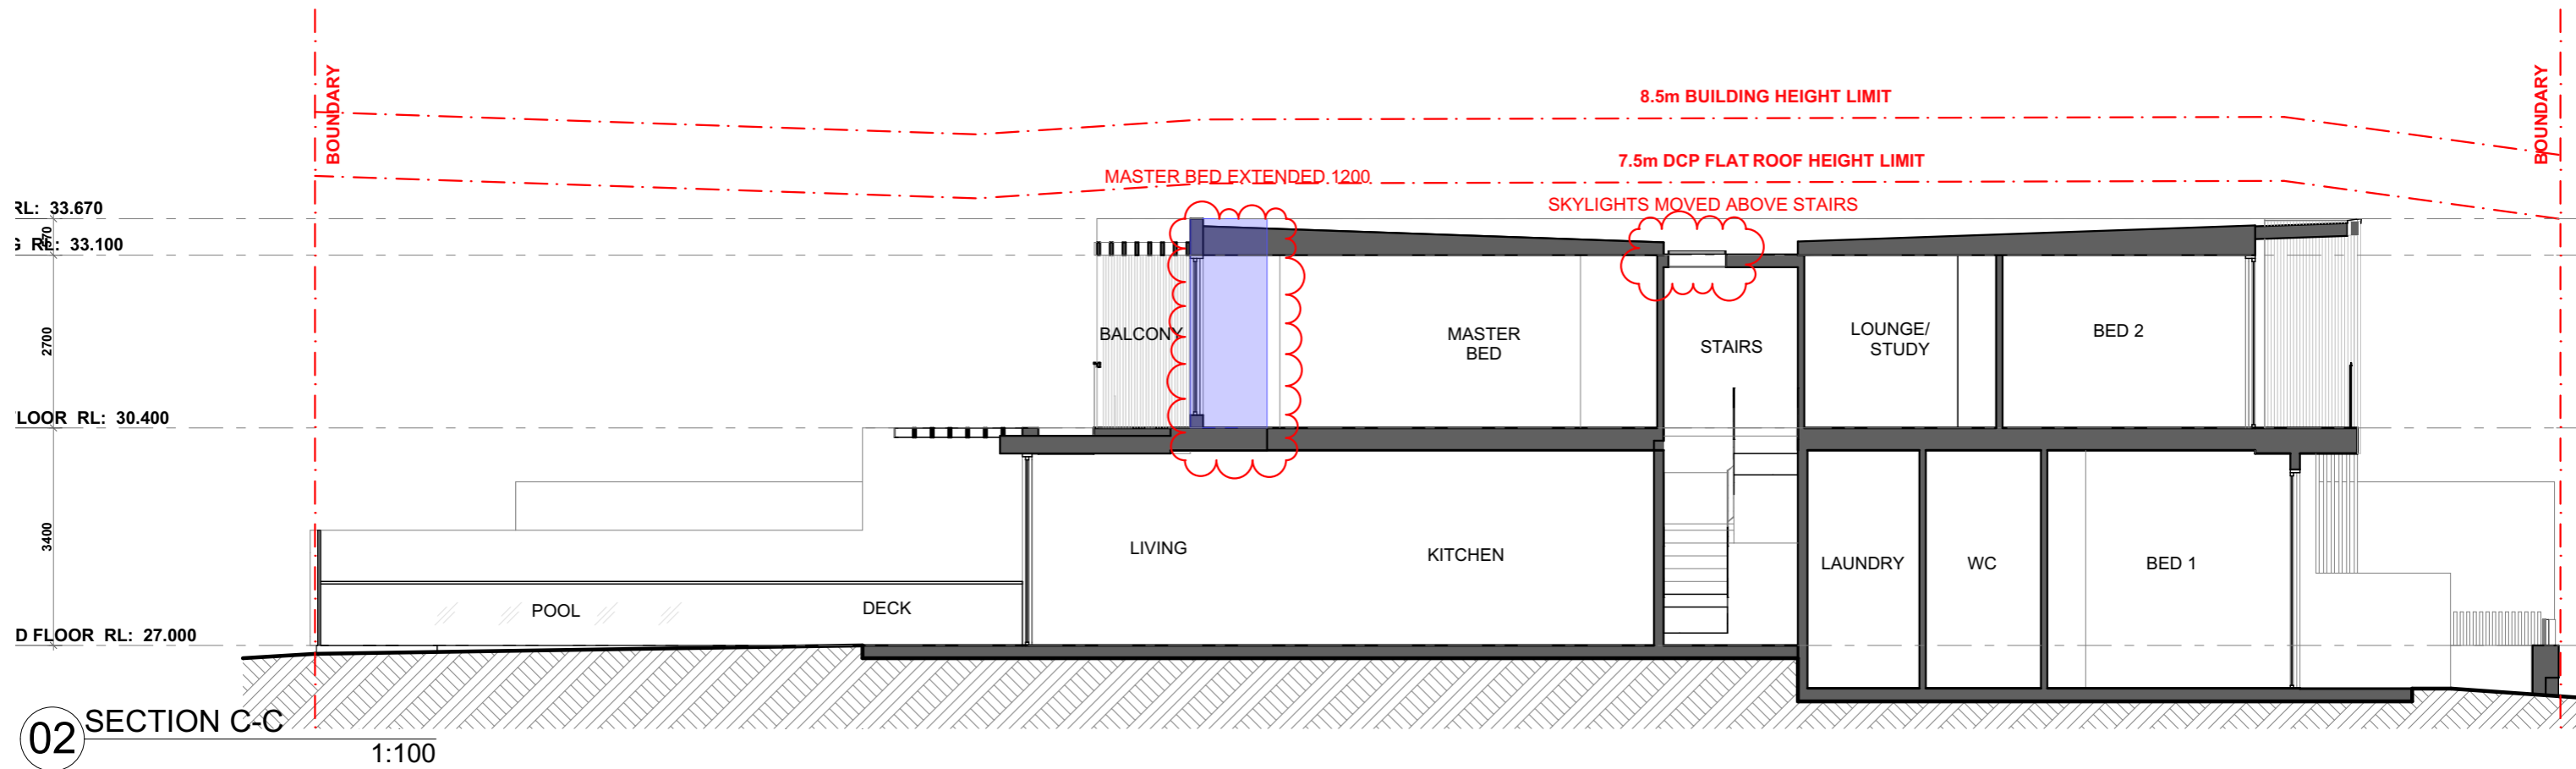 BOUNDARY
BOUNDARY
8.5m BUILDING HEIGHT LIMIT
7.5m DCP FLAT ROOF HEIGHT LIMIT
MASTER BED EXTENDED 1200
SKYLIGHTS MOVED ABOVE STAIRS
RL: 33.670
RL: 33.100
2700
BALCONY
MASTER
BED
STAIRS
LOUNGE/
STUDY
BED 2
LOOR RL: 30.400
3400
LIVING
KITCHEN
LAUNDRY
WC
BED 1
POOL
DECK
D FLOOR RL: 27.000
02
SECTION C-C
1:100